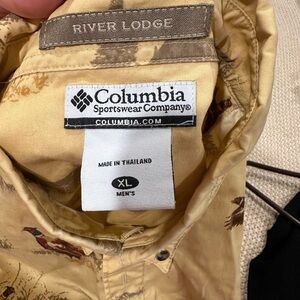 RIVER LODGE
Columbia
Sportswear Company®
COLUMBIA.COM
MADE IN THAILAND
XL
MEN'S